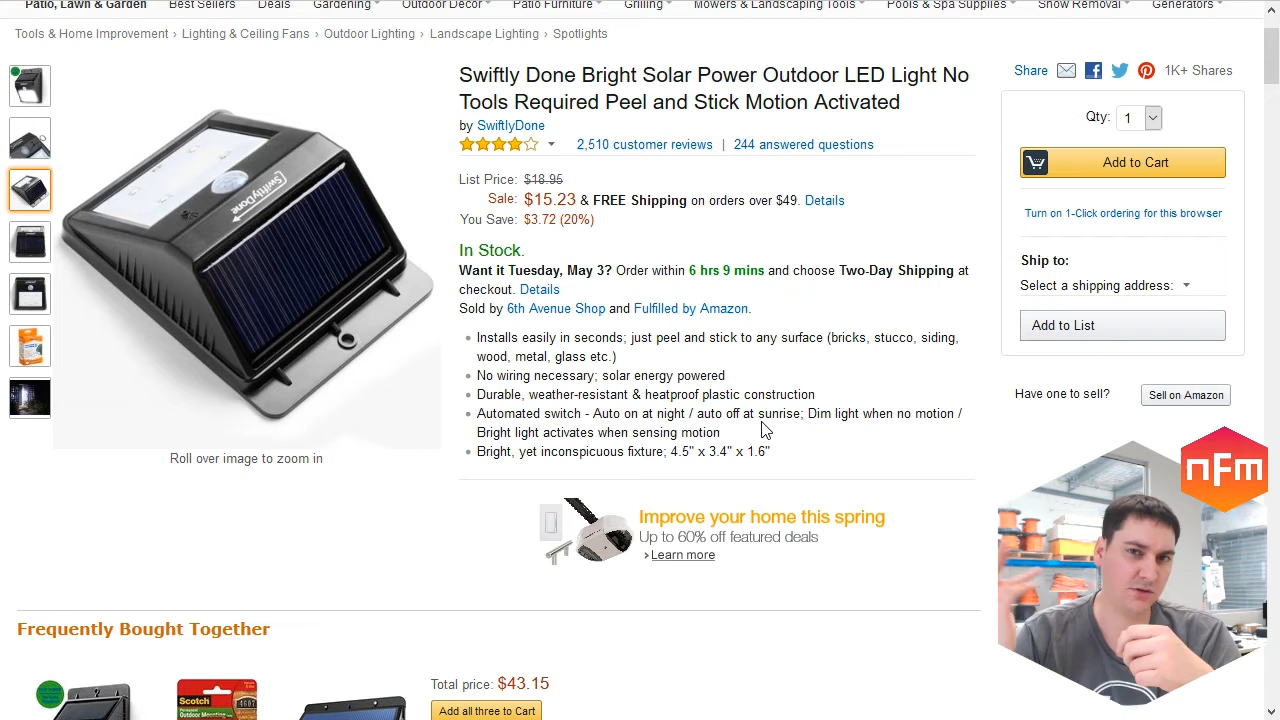 Patio, Lawn & Garden Best Sellers Deals Gardening Outdoor Décor Patio Furniture Grilling Mowers & Landscaping Tools Pools & Spa Supplies Snow Removal Generators
Tools & Home Improvement › Lighting & Ceiling Fans › Outdoor Lighting › Landscape Lighting › Spotlights
Swiftly Done Bright Solar Power Outdoor LED Light No
Tools Required Peel and Stick Motion Activated
by SwiftlyDone
2,510 customer reviews | 244 answered questions
List Price: $18.95
Sale: $15.23 & FREE Shipping on orders over $49. Details
You Save: $3.72 (20%)
In Stock.
Want it Tuesday, May 3? Order within 6 hrs 9 mins and choose Two-Day Shipping at
checkout. Details
Sold by 6th Avenue Shop and Fulfilled by Amazon.
Installs easily in seconds; just peel and stick to any surface (bricks, stucco, siding,
wood, metal, glass etc.)
No wiring necessary; solar energy powered
Durable, weather-resistant & heatproof plastic construction
Automated switch - Auto on at night / auto off at sunrise; Dim light when no motion /
Bright light activates when sensing motion
Bright, yet inconspicuous fixture; 4.5" x 3.4" x 1.6"
SwiftlyDone
Roll over image to zoom in
Share 1K+ Shares
Qty: 1
Add to Cart
Turn on 1-Click ordering for this browser
Ship to:
Select a shipping address:
Add to List
Have one to sell? Sell on Amazon
nFm
Improve your home this spring
Up to 60% off featured deals
›Learn more
Frequently Bought Together
Scotch
Total price: $43.15
Add all three to Cart